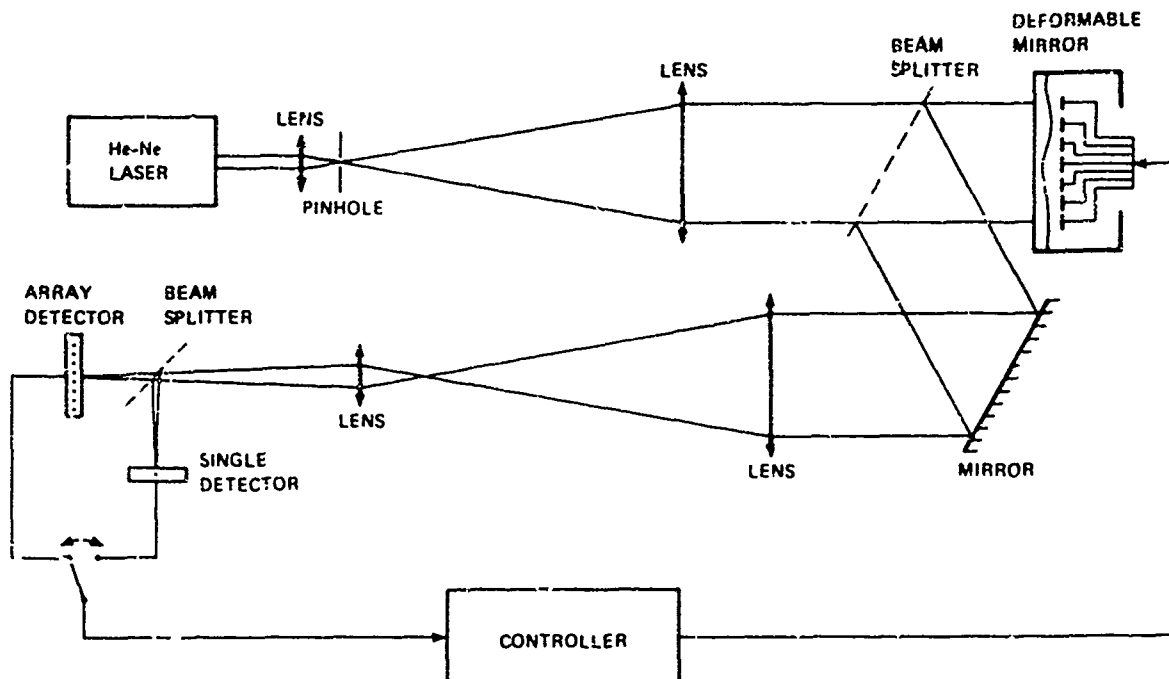 DEFORMABLE
MIRROR
BEAM
SPLITTER
LENS
LENS
He-Ne
LASER
PINHOLE
ARRAY
DETECTOR
BEAM
SPLITTER
LENS
SINGLE
DETECTOR
LENS
MIRROR
CONTROLLER